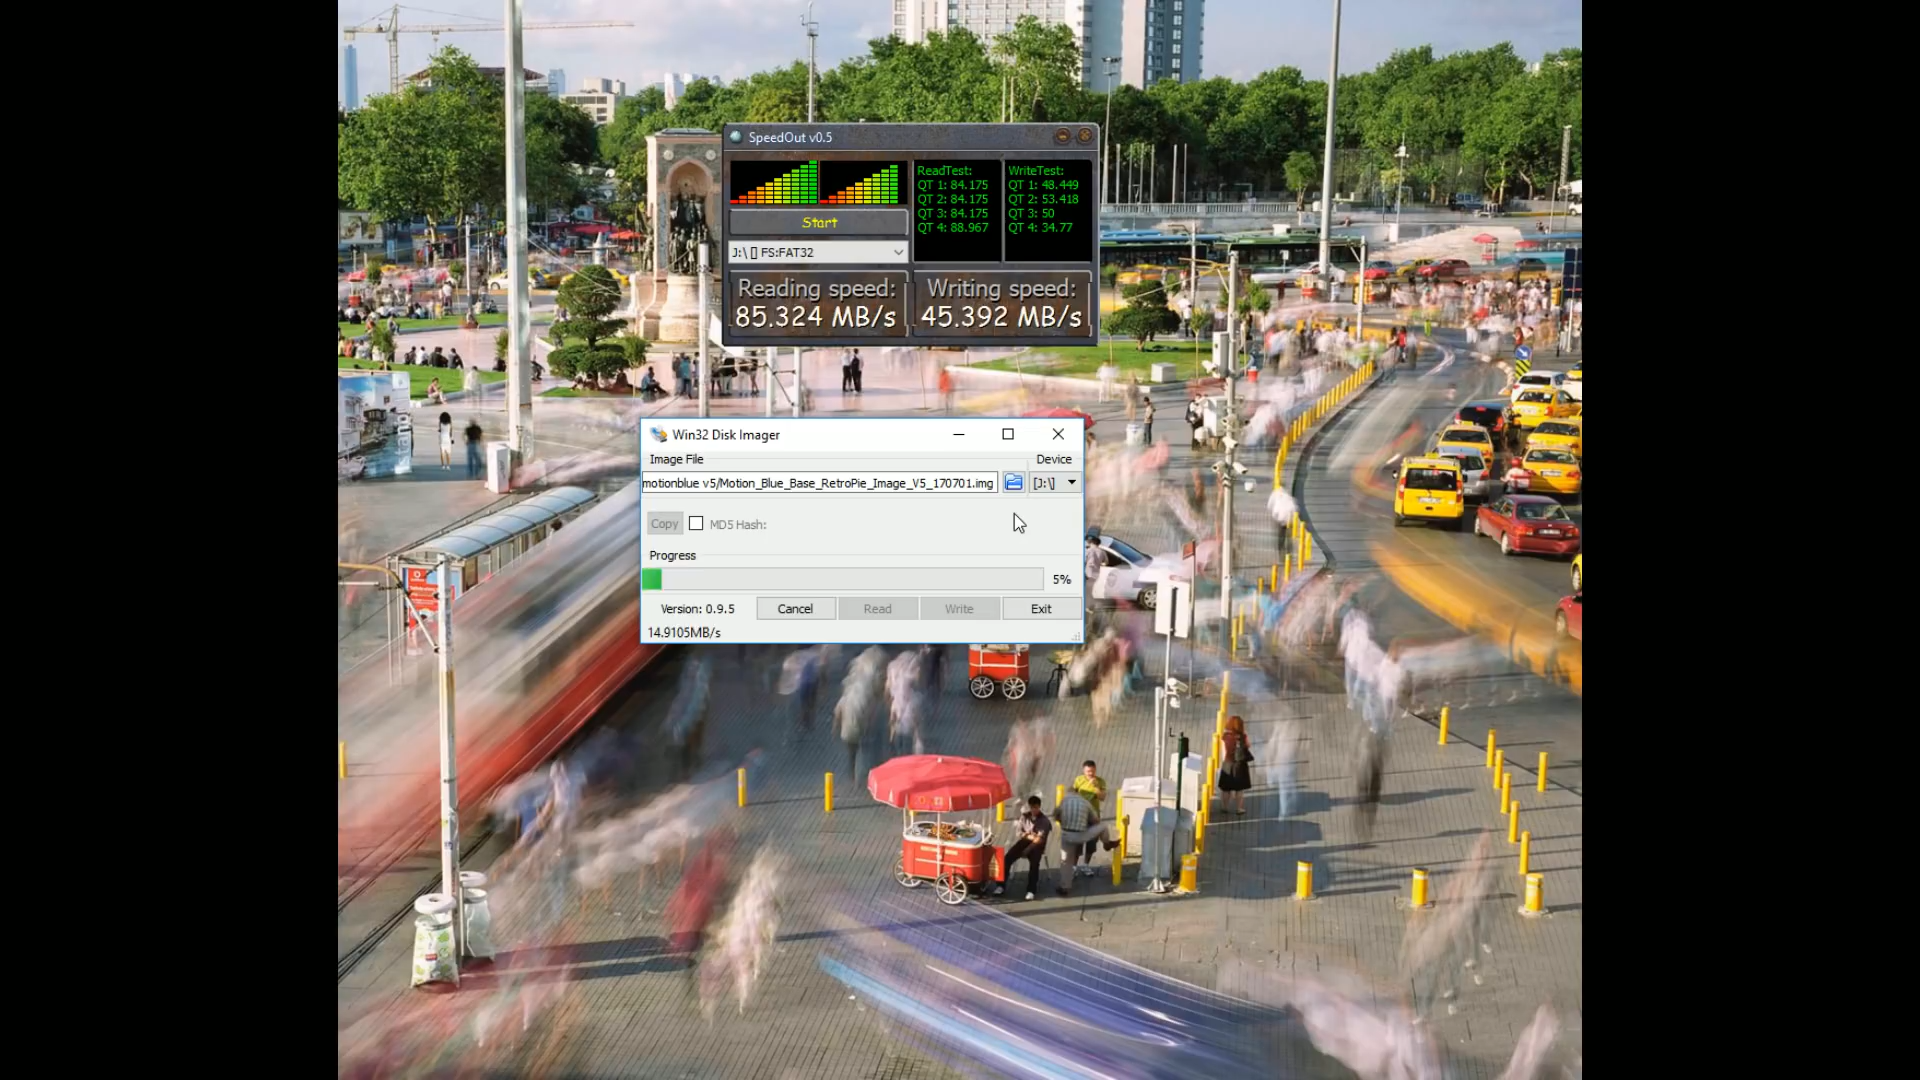 SpeedOut v0.5
ReadTest:
QT 1: 84.175
QT 2: 84.175
QT 3: 84.175
QT 4: 88.967
WriteTest:
QT 1: 48.449
QT 2: 53.418
QT 3: 50
QT 4: 34.77
Start
J:\ [] FS:FAT32
Reading speed:
85.324 MB/s
Writing speed:
45.392 MB/s
Win32 Disk Imager
Image File
Device
motionblue v5/Motion_Blue_Base_RetroPie_Image_V5_170701.img
[J:\]
Copy
MD5 Hash:
Progress
5%
Version: 0.9.5
Cancel
Read
Write
Exit
14.9105MB/s